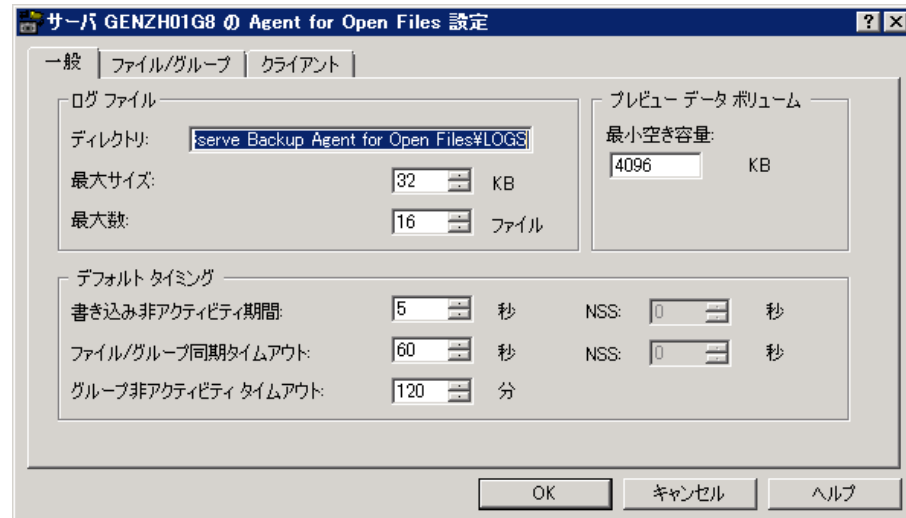 サーバ GENZH01G8 の Agent for Open Files 設定
一般 ファイル/グループ クライアント
ログ ファイル
ディレクトリ: serve Backup Agent for Open Files¥LOGS
最大サイズ: 32 KB
最大数: 16 ファイル
プレビュー データ ボリューム
最小空き容量:
4096 KB
デフォルト タイミング
書き込み非アクティビティ期間: 5 秒 NSS: 0 秒
ファイル/グループ同期タイムアウト: 60 秒 NSS: 0 秒
グループ非アクティビティ タイムアウト: 120 分
OK キャンセル ヘルプ